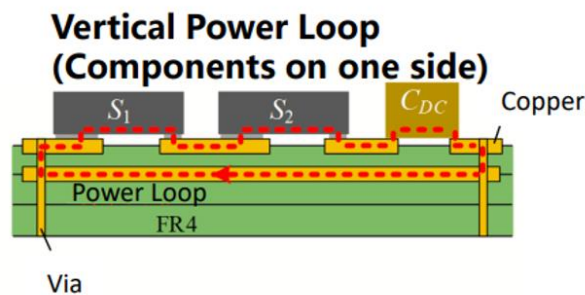 Vertical Power Loop
(Components on one side)
S1 S2 CDC
Copper
Power Loop
FR4
Via